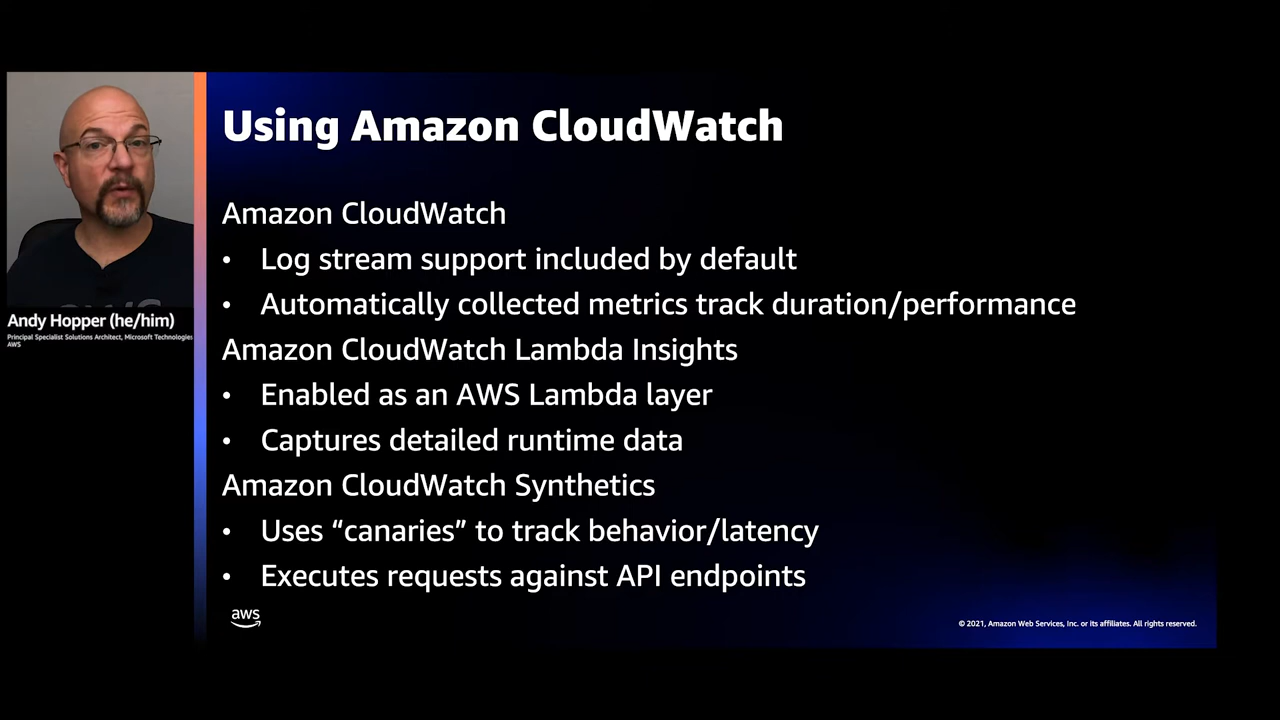 Using Amazon CloudWatch
Amazon CloudWatch
• Log stream support included by default
• Automatically collected metrics track duration/performance
Amazon CloudWatch Lambda Insights
• Enabled as an AWS Lambda layer
• Captures detailed runtime data
Amazon CloudWatch Synthetics
• Uses “canaries” to track behavior/latency
• Executes requests against API endpoints
aws
Andy Hopper (he/him)
Principal Specialist Solutions Architect, Microsoft Technologies
AWS
aws
© 2021, Amazon Web Services, Inc. or its affiliates. All rights reserved.